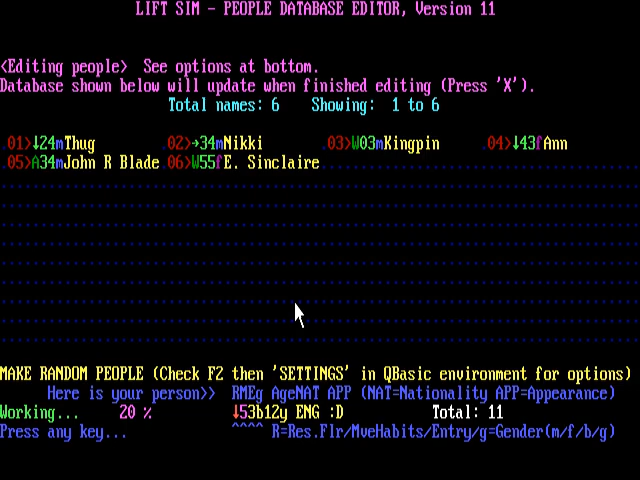 LIFT SIM - PEOPLE DATABASE EDITOR, Version 11
<Editing people>  See options at bottom.
Database shown below will update when finished editing (Press 'X').
Total names: 6   Showing:  1 to 6
01>↓24mThug 02>→34mNikki 03>W03mKingpin 04>↓43fAnn
05>A34mJohn R Blade 06>W55fE. Sinclaire
MAKE RANDOM PEOPLE (Check F2 then 'SETTINGS' in QBasic environment for options)
Here is your person>>  RMEg AgeNAT APP (NAT=Nationality APP=Appearance)
Working...    20 % ↓53b12y ENG :D Total: 11
Press any key... ^^^^ R=Res.Flr/MveHabits/Entry/g=Gender(m/f/b/g)